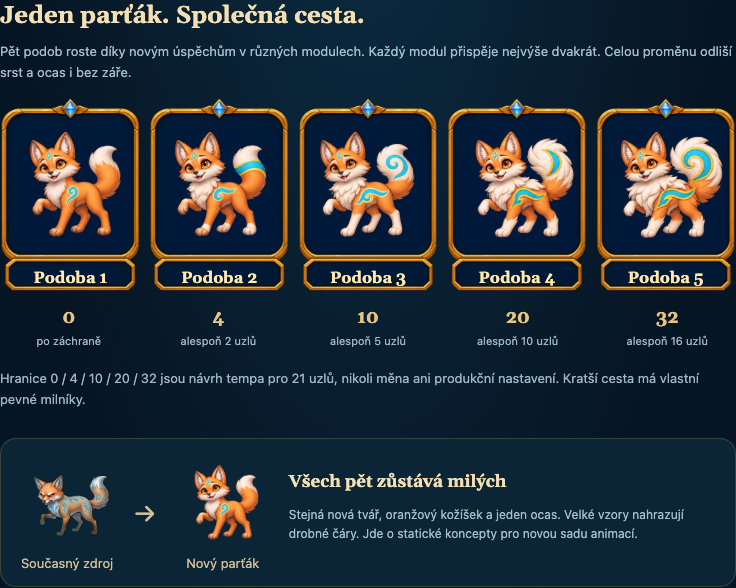 Jeden parťák. Společná cesta.
Pět podob roste díky novým úspěchům v různých modulech. Každý modul přispěje nejvýše dvakrát. Celou proměnu odliší
srst a ocas i bez záře.
Podoba 1
Podoba 2
Podoba 3
Podoba 4
Podoba 5
0
4
10
20
32
po záchraně
alespoň 2 uzlů
alespoň 5 uzlů
alespoň 10 uzlů
alespoň 16 uzlů
Hranice 0 / 4 / 10 / 20 / 32 jsou návrh tempa pro 21 uzlů, nikoli měna ani produkční nastavení. Kratší cesta má vlastní
pevné milníky.
Všech pět zůstává milých
Stejná nová tvář, oranžový kožíšek a jeden ocas. Velké vzory nahrazují
drobné čáry. Jde o statické koncepty pro novou sadu animací.
Současný zdroj
Nový parťák